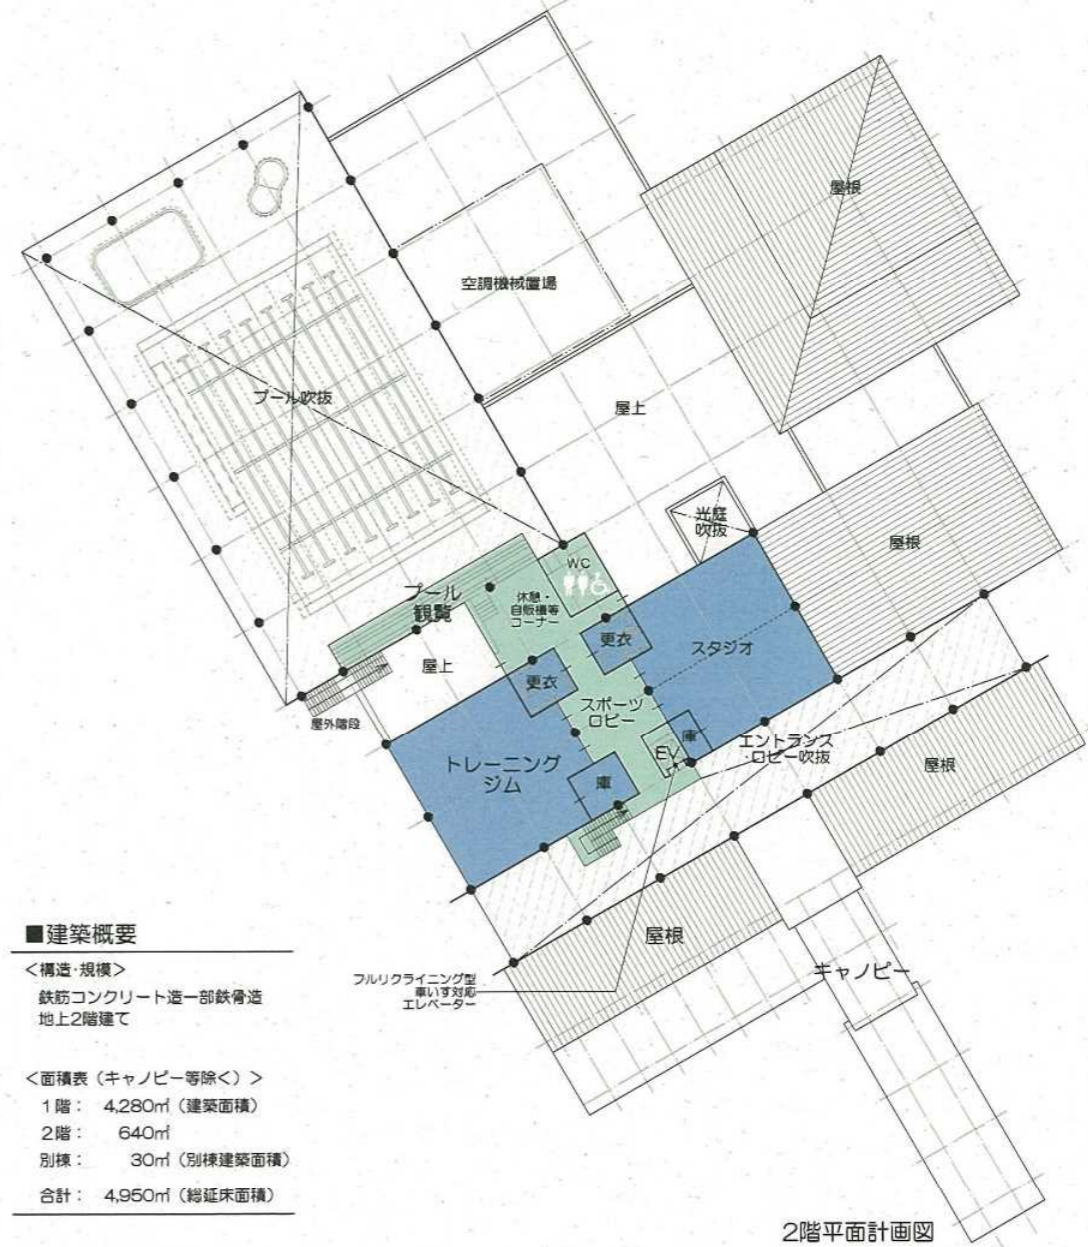 屋根
空調機械置場
プール吹抜
屋上
光庭
吹抜
屋根
WC
プール
観覧
休憩・
自販機等
コーナー
更衣
スタジオ
屋上
更衣
スポーツ
ロビー
屋外階段
庫
EV
エントランス
ロビー吹抜
トレーニング
ジム
庫
屋根
屋根
キャノピー
フルリクライニング型
車いす対応
エレベーター
■建築概要
＜構造・規模＞
鉄筋コンクリート造一部鉄骨造
地上2階建て
＜面積表（キャノピー等除く）＞
1階： 4,280㎡（建築面積）
2階： 640㎡
別棟： 30㎡（別棟建築面積）
合計： 4,950㎡（総延床面積）
2階平面計画図